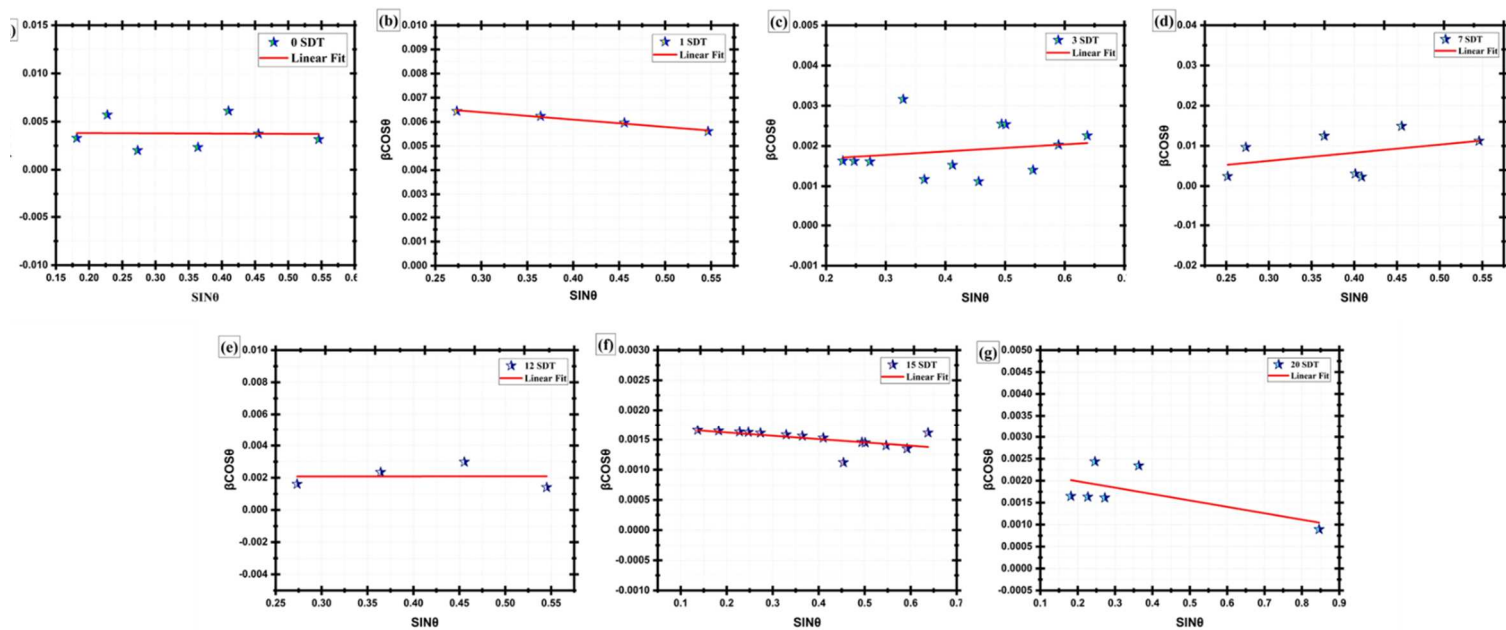 )
0 SDT
Linear Fit
0.015
0.010
0.005
0.000
-0.005
-0.010
0.15 0.20 0.25 0.30 0.35 0.40 0.45 0.50 0.55
SINθ
(b)
1 SDT
Linear Fit
βCOSθ
0.010
0.009
0.008
0.007
0.006
0.005
0.004
0.003
0.002
0.001
0.000
0.25 0.30 0.35 0.40 0.45 0.50 0.55
SINθ
(c)
3 SDT
Linear Fit
βCOSθ
0.005
0.004
0.003
0.002
0.001
0.000
-0.001
0.2 0.3 0.4 0.5 0.6
SINθ
(d)
7 SDT
Linear Fit
βCOSθ
0.04
0.03
0.02
0.01
0.00
-0.01
-0.02
0.25 0.30 0.35 0.40 0.45 0.50 0.55
SINθ
(e)
12 SDT
Linear Fit
βCOSθ
0.010
0.008
0.006
0.004
0.002
0.000
-0.002
-0.004
0.25 0.30 0.35 0.40 0.45 0.50 0.55
SINθ
(f)
15 SDT
Linear Fit
βCOSθ
0.0030
0.0025
0.0020
0.0015
0.0010
0.0005
0.0000
-0.0005
-0.0010
0.1 0.2 0.3 0.4 0.5 0.6 0.7
SINθ
(g)
20 SDT
Linear Fit
βCOSθ
0.0050
0.0045
0.0040
0.0035
0.0030
0.0025
0.0020
0.0015
0.0010
0.0005
0.0000
-0.0005
0.1 0.2 0.3 0.4 0.5 0.6 0.7 0.8 0.9
SINθ